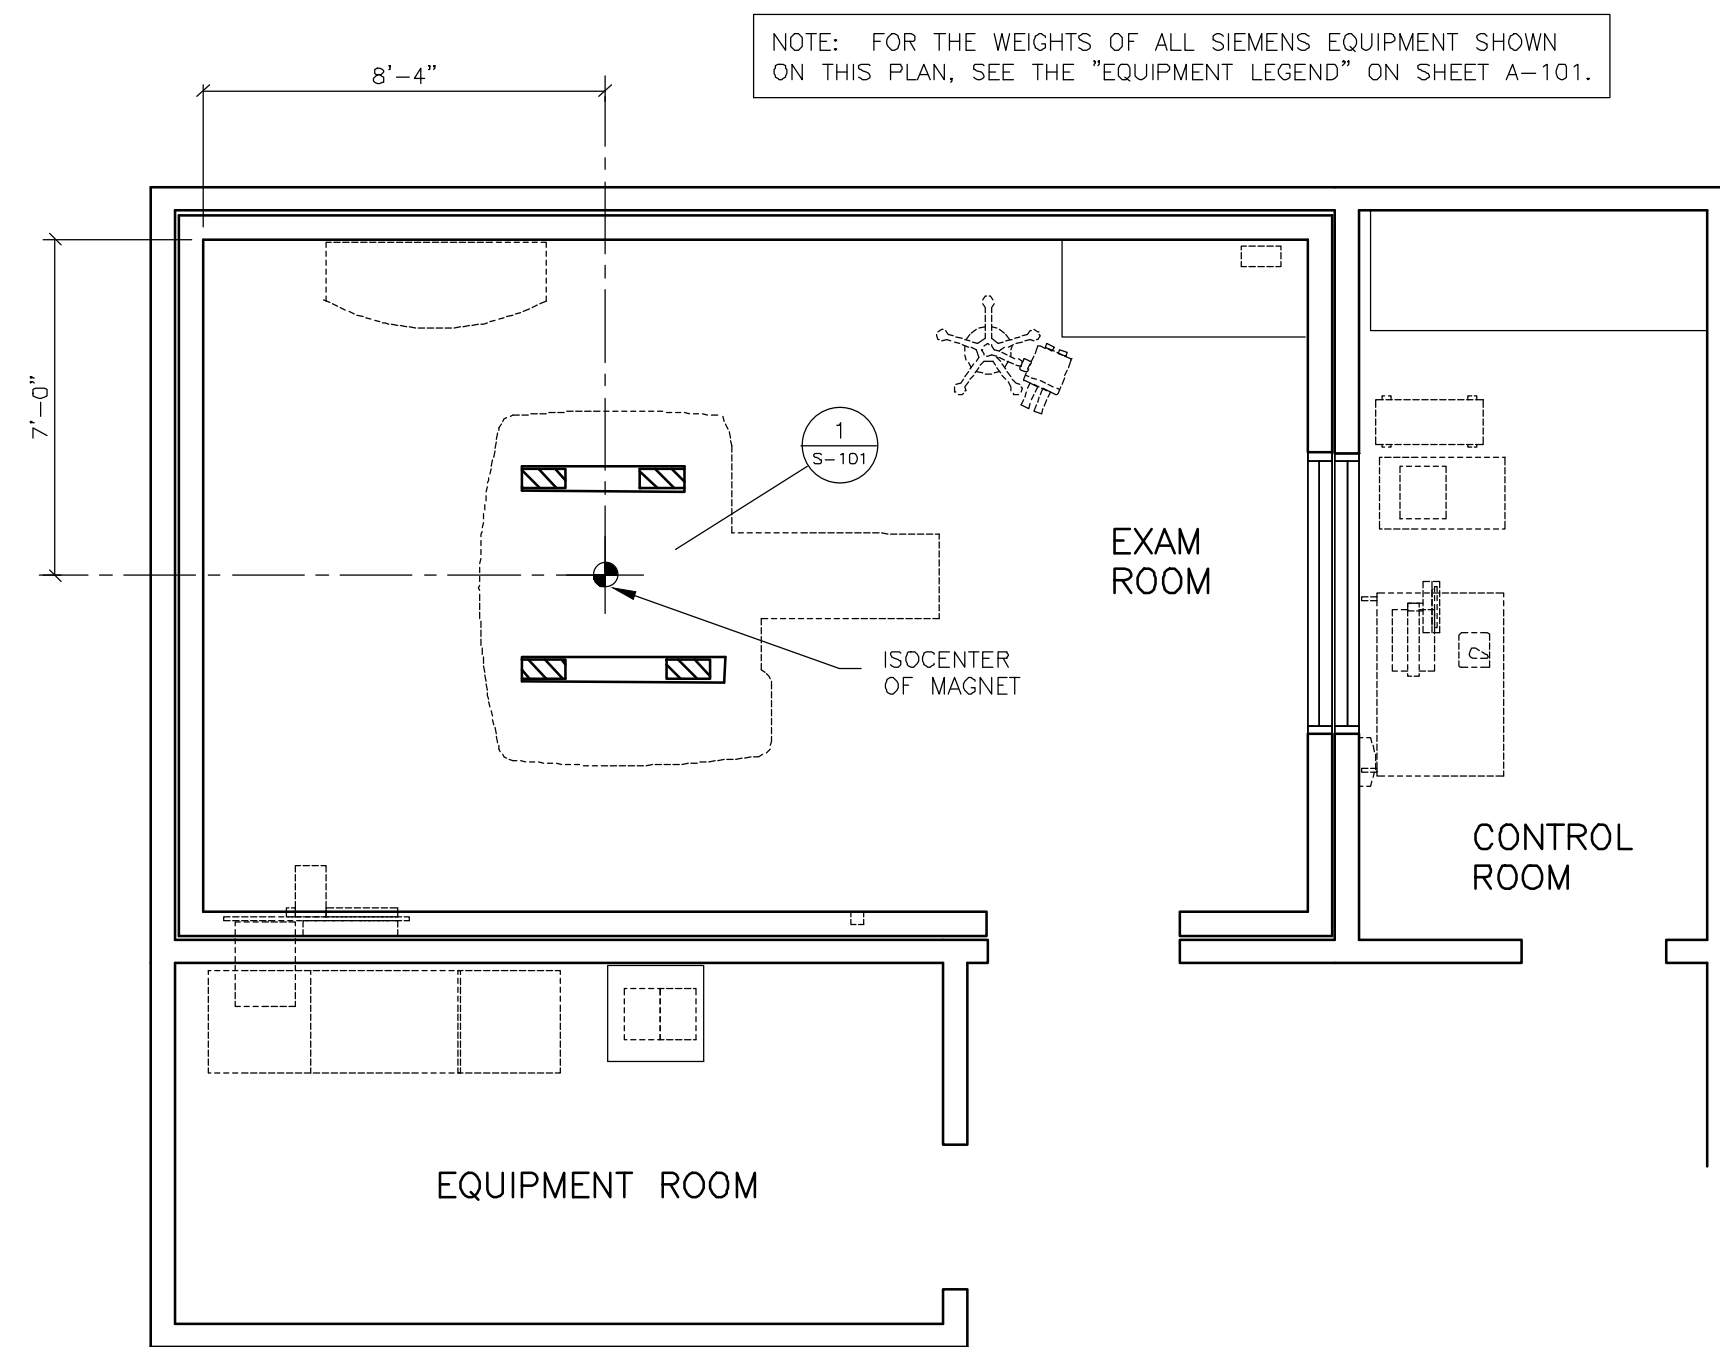 NOTE: FOR THE WEIGHTS OF ALL SIEMENS EQUIPMENT SHOWN
ON THIS PLAN, SEE THE "EQUIPMENT LEGEND" ON SHEET A-101.
8'-4"
7'-0"
1
S-101
EXAM
ROOM
ISOCENTER
OF MAGNET
CONTROL
ROOM
EQUIPMENT ROOM